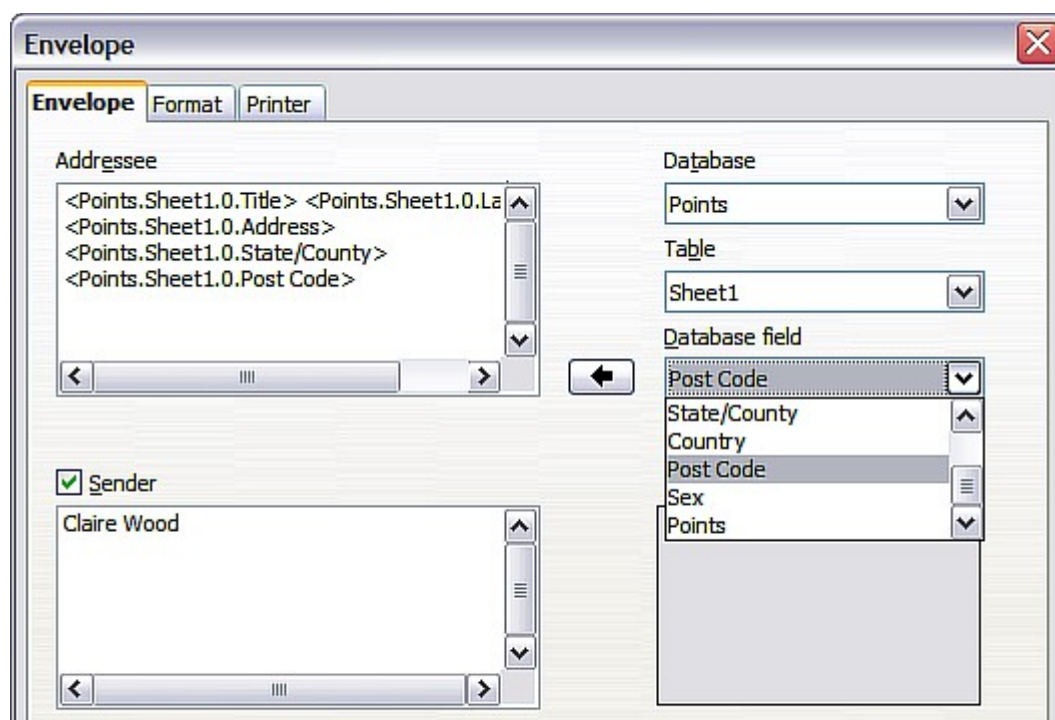 Envelope
Envelope Format Printer
Addressee
<Points.Sheet1.0.Title> <Points.Sheet1.0.La
<Points.Sheet1.0.Address>
<Points.Sheet1.0.State/County>
<Points.Sheet1.0.Post Code>
Database
Points
Table
Sheet1
Database field
Post Code
State/County
Country
Post Code
Sex
Points
Sender
Claire Wood